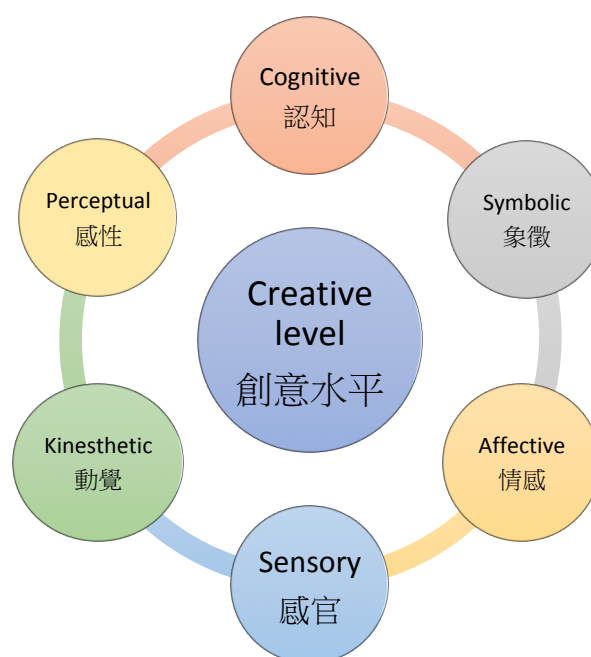 Cognitive
認知
Symbolic
象徵
Affective
情感
Sensory
感官
Kinesthetic
動覺
Perceptual
感性
Creative
level
創意水平